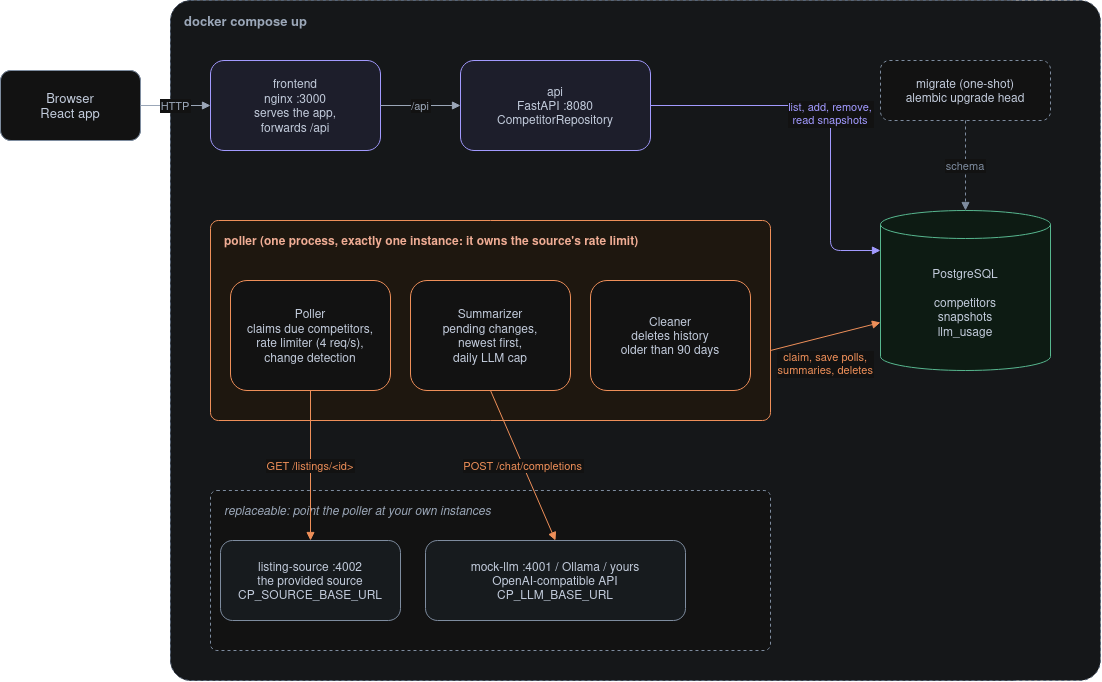 docker compose up
Browser
React app
HTTP
frontend
nginx :3000
serves the app,
forwards /api
/api
api
FastAPI :8080
CompetitorRepository
list, add, remove,
read snapshots
migrate (one-shot)
alembic upgrade head
schema
PostgreSQL
competitors
snapshots
llm_usage
poller (one process, exactly one instance: it owns the source's rate limit)
Poller
claims due competitors,
rate limiter (4 req/s),
change detection
Summarizer
pending changes,
newest first,
daily LLM cap
Cleaner
deletes history
older than 90 days
claim, save polls,
summaries, deletes
GET /listings/<id>
POST /chat/completions
replaceable: point the poller at your own instances
listing-source :4002
the provided source
CP_SOURCE_BASE_URL
mock-llm :4001 / Ollama / yours
OpenAI-compatible API
CP_LLM_BASE_URL